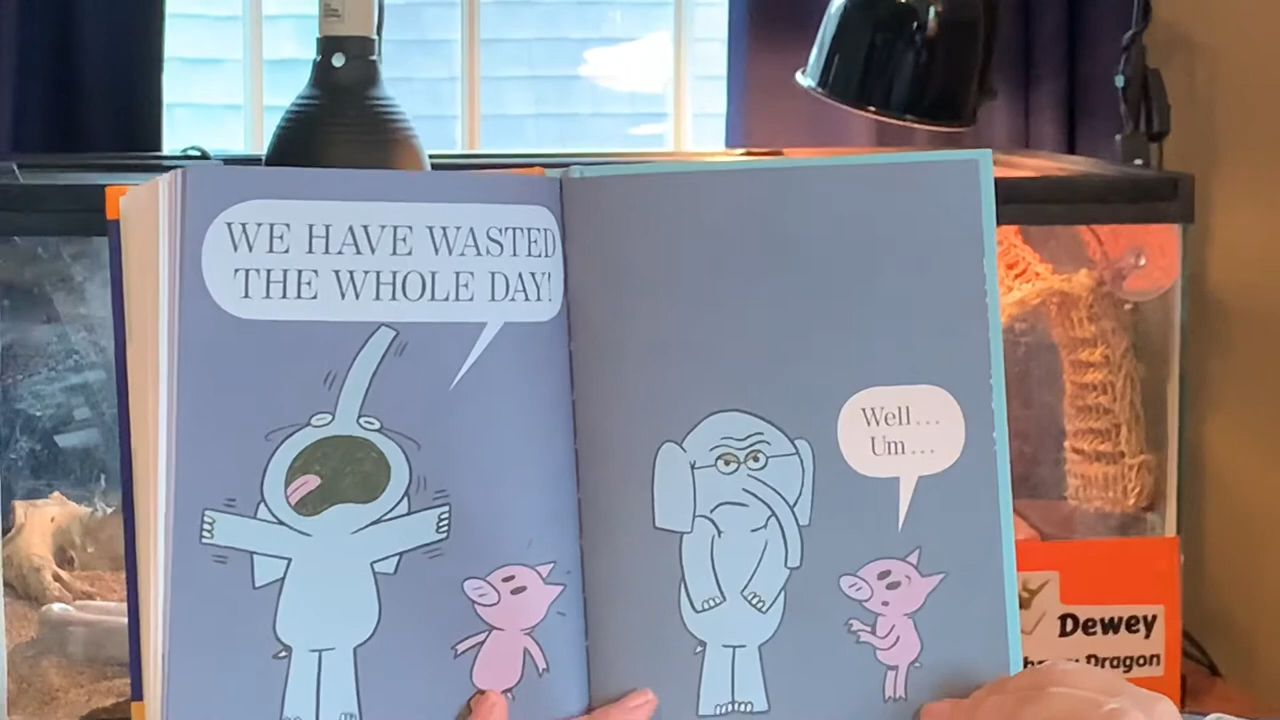 WE HAVE WASTED
THE WHOLE DAY!
Well...
Um...
Dewey
Dragon